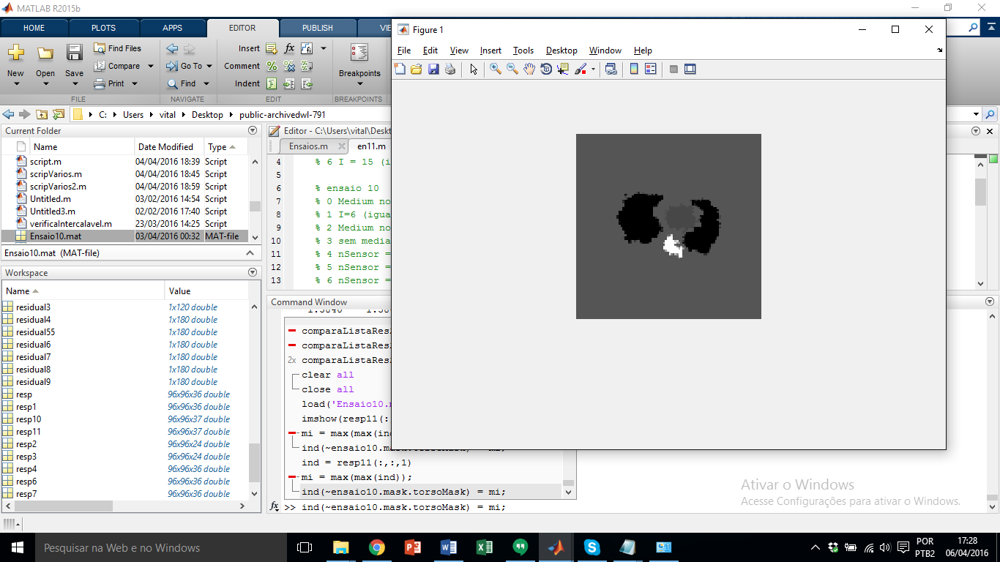 MATLAB R2015b
HOME PLOTS APPS EDITOR PUBLISH
New Open Save Find Files Compare Print
Go To Find
Insert fx
Comment
Indent
Breakpoints
FILE NAVIGATE EDIT BREAKPOINTS
C: Users vital Desktop public-archivedwl-791
Current Folder
Name Date Modified Type
script.m 04/04/2016 18:39 Script
scripVarios.m 04/04/2016 18:45 Script
scripVarios2.m 04/04/2016 18:59 Script
Untitled.m 03/02/2016 14:54 Script
Untitled3.m 02/02/2016 17:40 Script
verificaIntercalavel.m 23/03/2016 14:25 Script
Ensaio10.mat 03/04/2016 00:32 MAT-file
Ensaio10.mat (MAT-file)
Workspace
Name Value
residual3 1x120 double
residual4 1x180 double
residual55 1x180 double
residual6 1x180 double
residual7 1x180 double
residual8 1x180 double
residual9 1x180 double
resp 96x96x36 double
resp1 96x96x36 double
resp10 96x96x37 double
resp11 96x96x37 double
resp2 96x96x24 double
resp3 96x96x24 double
resp4 96x96x36 double
resp6 96x96x36 double
resp7 96x96x36 double
Editor - C:\Users\vital\Deskt
Ensaios.m en11.m
4 % 6 I = 15 (i
5
6 % ensaio 10
7 % 0 Medium no
8 % 1 I=6 (igua
9 % 2 Medium no
10 % 3 sem media
11 % 4 nSensor =
12 % 5 nSensor =
13 % 6 nSensor =
Command Window
comparaListaRes
comparaListaRes
2x comparaListaRes
clear all
close all
load('Ensaio10.m
imshow(resp11(:
mi = max(max(ind
ind(~ensaio10.mask.torsoMask) = mi;
ind = resp11(:,:,1)
mi = max(max(ind));
ind(~ensaio10.mask.torsoMask) = mi;
fx >> ind(~ensaio10.mask.torsoMask) = mi;
Figure 1
File Edit View Insert Tools Desktop Window Help
Ativar o Windows
Acesse Configurações para ativar o Windows.
Pesquisar na Web e no Windows
POR
PTB2
17:28
06/04/2016